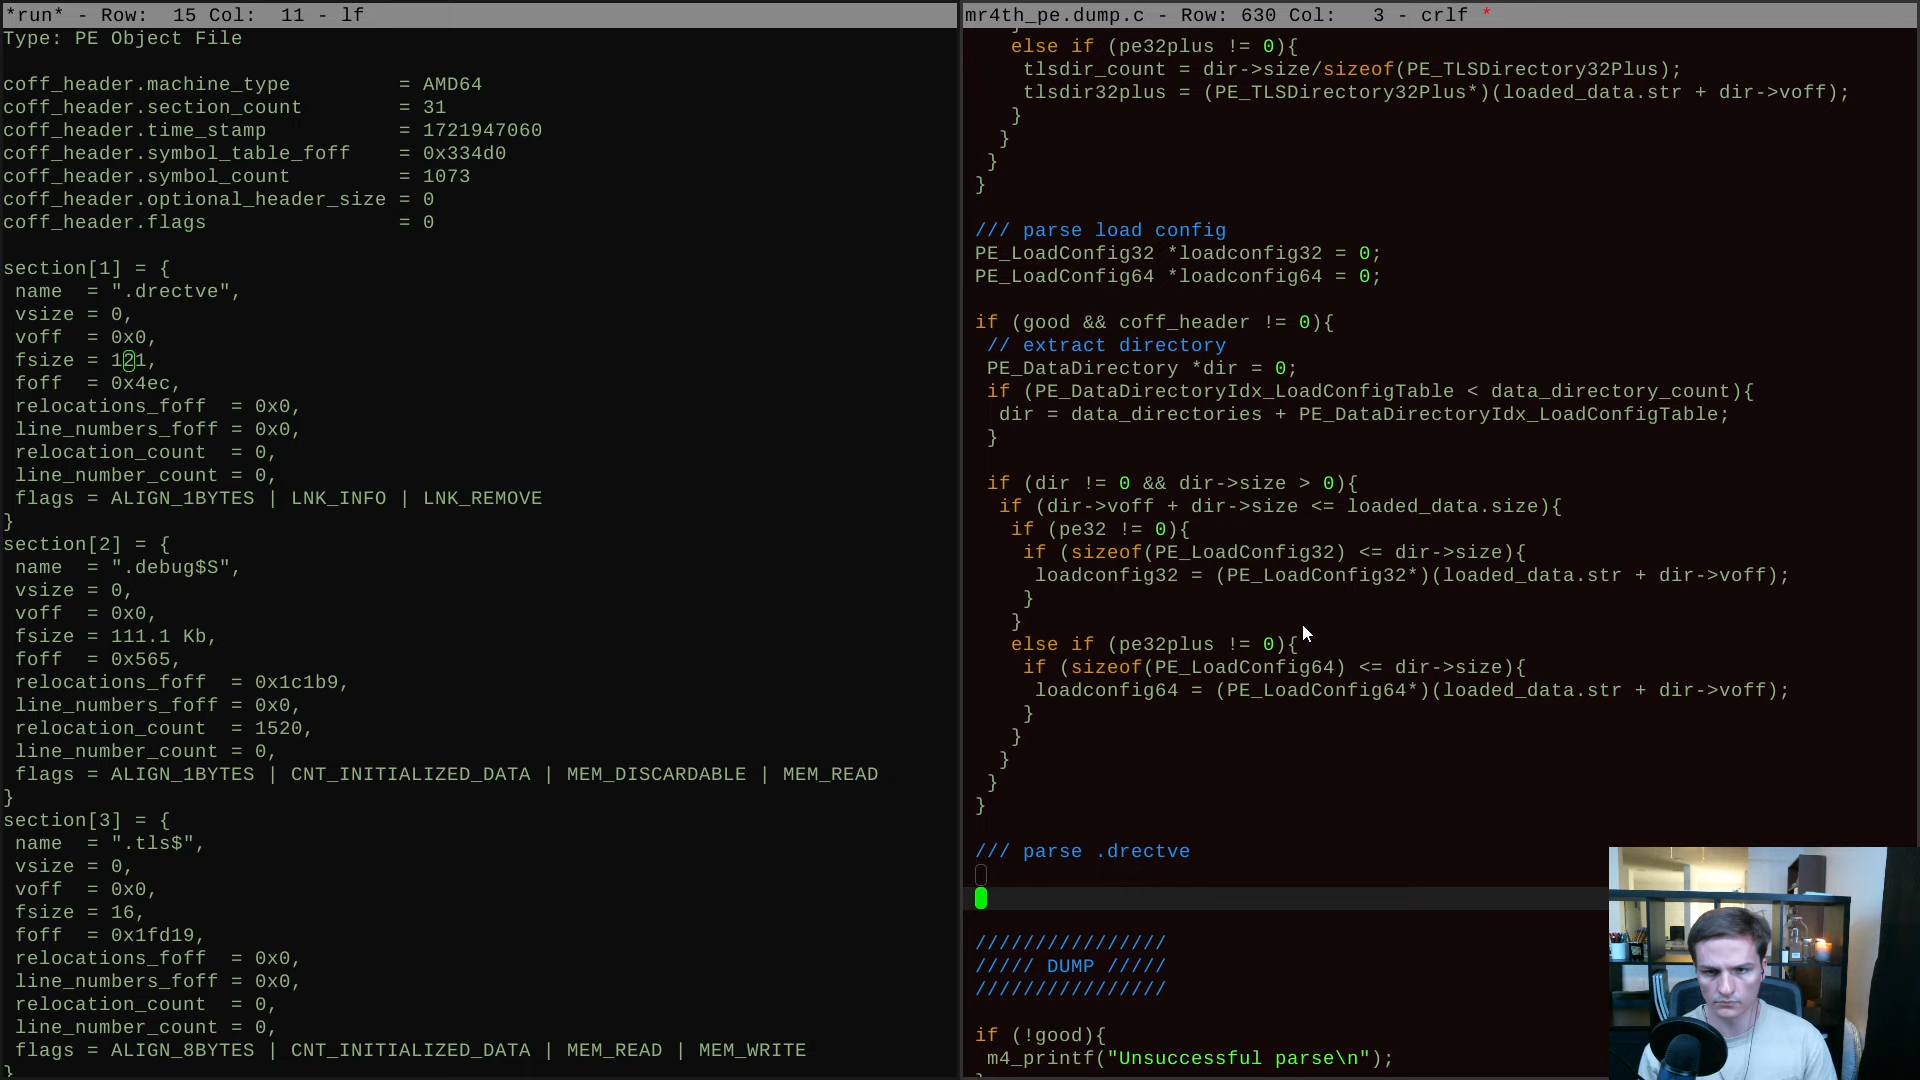 *run* - Row:  15 Col:  11 - lf
Type: PE Object File
coff_header.machine_type         = AMD64
coff_header.section_count        = 31
coff_header.time_stamp           = 1721947060
coff_header.symbol_table_foff    = 0x334d0
coff_header.symbol_count         = 1073
coff_header.optional_header_size = 0
coff_header.flags                = 0
section[1] = {
 name  = ".drectve",
 vsize = 0,
 voff  = 0x0,
 fsize = 121,
 foff  = 0x4ec,
 relocations_foff  = 0x0,
 line_numbers_foff = 0x0,
 relocation_count  = 0,
 line_number_count = 0,
 flags = ALIGN_1BYTES | LNK_INFO | LNK_REMOVE
}
section[2] = {
 name  = ".debug$S",
 vsize = 0,
 voff  = 0x0,
 fsize = 111.1 Kb,
 foff  = 0x565,
 relocations_foff  = 0x1c1b9,
 line_numbers_foff = 0x0,
 relocation_count  = 1520,
 line_number_count = 0,
 flags = ALIGN_1BYTES | CNT_INITIALIZED_DATA | MEM_DISCARDABLE | MEM_READ
}
section[3] = {
 name  = ".tls$",
 vsize = 0,
 voff  = 0x0,
 fsize = 16,
 foff  = 0x1fd19,
 relocations_foff  = 0x0,
 line_numbers_foff = 0x0,
 relocation_count  = 0,
 line_number_count = 0,
 flags = ALIGN_8BYTES | CNT_INITIALIZED_DATA | MEM_READ | MEM_WRITE
}
mr4th_pe.dump.c - Row: 630 Col:   3 - crlf *
   else if (pe32plus != 0){
    tlsdir_count = dir->size/sizeof(PE_TLSDirectory32Plus);
    tlsdir32plus = (PE_TLSDirectory32Plus*)(loaded_data.str + dir->voff);
   }
  }
 }
}
/// parse load config
PE_LoadConfig32 *loadconfig32 = 0;
PE_LoadConfig64 *loadconfig64 = 0;
if (good && coff_header != 0){
 // extract directory
 PE_DataDirectory *dir = 0;
 if (PE_DataDirectoryIdx_LoadConfigTable < data_directory_count){
  dir = data_directories + PE_DataDirectoryIdx_LoadConfigTable;
 }
 if (dir != 0 && dir->size > 0){
  if (dir->voff + dir->size <= loaded_data.size){
   if (pe32 != 0){
    if (sizeof(PE_LoadConfig32) <= dir->size){
     loadconfig32 = (PE_LoadConfig32*)(loaded_data.str + dir->voff);
    }
   }
   else if (pe32plus != 0){
    if (sizeof(PE_LoadConfig64) <= dir->size){
     loadconfig64 = (PE_LoadConfig64*)(loaded_data.str + dir->voff);
    }
   }
  }
 }
}
/// parse .drectve
////////////////
///// DUMP /////
////////////////
if (!good){
 m4_printf("Unsuccessful parse\n");